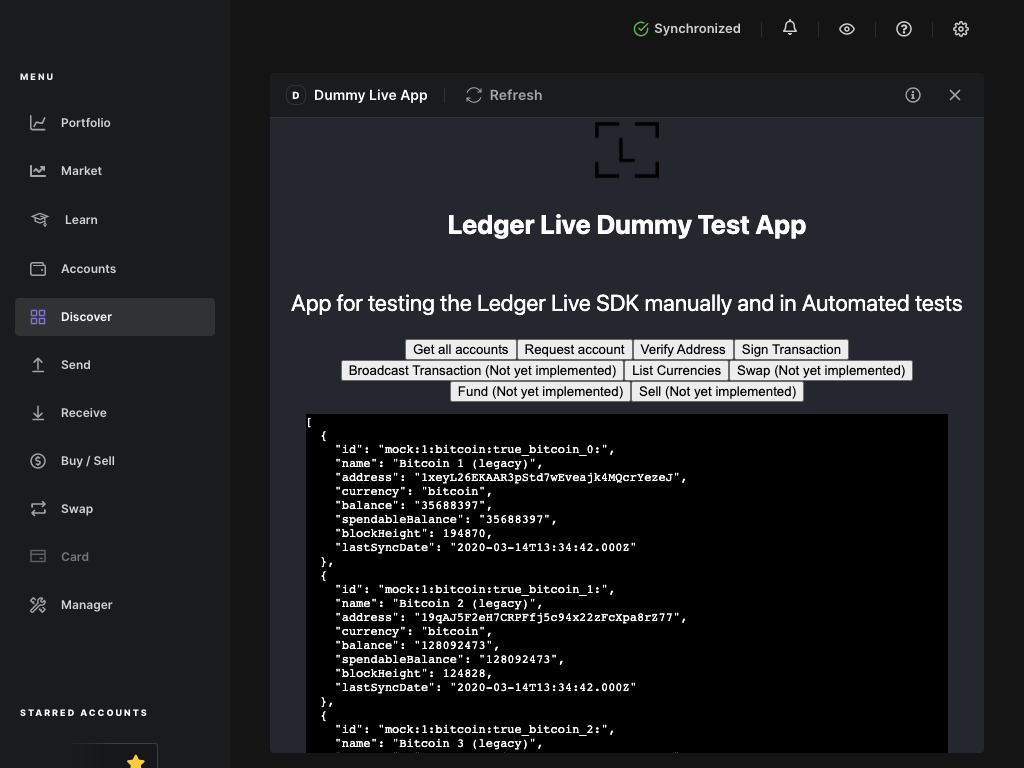 Synchronized
MENU
Portfolio
Market
Learn
Accounts
Discover
Send
Receive
Buy / Sell
Swap
Card
Manager
STARRED ACCOUNTS
D Dummy Live App Refresh
L
Ledger Live Dummy Test App
App for testing the Ledger Live SDK manually and in Automated tests
Get all accounts Request account Verify Address Sign Transaction
Broadcast Transaction (Not yet implemented) List Currencies Swap (Not yet implemented)
Fund (Not yet implemented) Sell (Not yet implemented)
[
{
"id": "mock:1:bitcoin:true_bitcoin_0:",
"name": "Bitcoin 1 (legacy)",
"address": "1xeyL26EKAAR3pStd7wEveajk4MQcrYezeJ",
"currency": "bitcoin",
"balance": "35688397",
"spendableBalance": "35688397",
"blockHeight": 194870,
"lastSyncDate": "2020-03-14T13:34:42.000Z"
},
{
"id": "mock:1:bitcoin:true_bitcoin_1:",
"name": "Bitcoin 2 (legacy)",
"address": "19qAJ5F2eH7CRPFfj5c94x22zFcXpa8rZ77",
"currency": "bitcoin",
"balance": "128092473",
"spendableBalance": "128092473",
"blockHeight": 124828,
"lastSyncDate": "2020-03-14T13:34:42.000Z"
},
{
"id": "mock:1:bitcoin:true_bitcoin_2:",
"name": "Bitcoin 3 (legacy)",